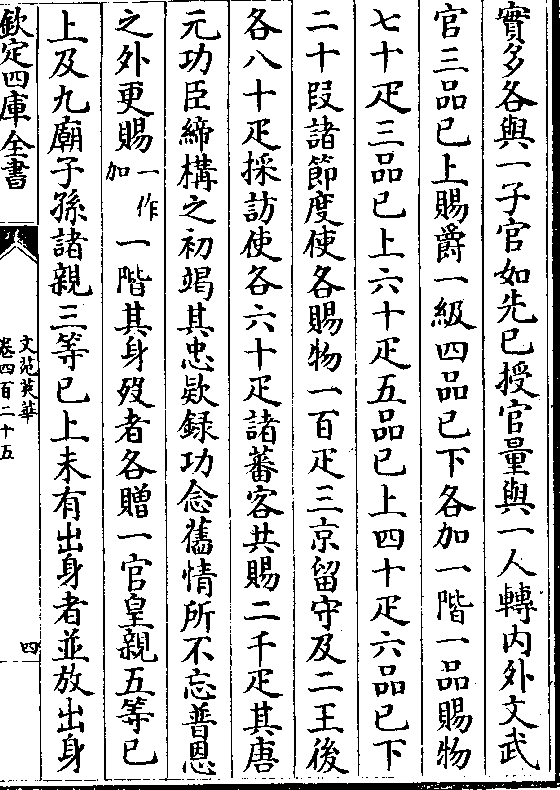 實多各與一子官如先已授官量與一人轉内外文武
官三品已上賜爵一級四品已下各加一階一品賜物
七十疋三品已上六十疋五品已上四十疋六品已下
二十段諸節度使各賜物一百疋三京留守及二王後
各八十疋採訪使各六十疋諸蕃客共賜二千疋其唐
元功臣締構之初竭其忠欵録功念舊情所不忘普恩
之外更賜一作加一階其身殁者各贈一官皇親五等已
上及九廟子孫諸親三等已上未有出身者並放出身
欽定四庫全書
文苑英華
卷四百二十五
四